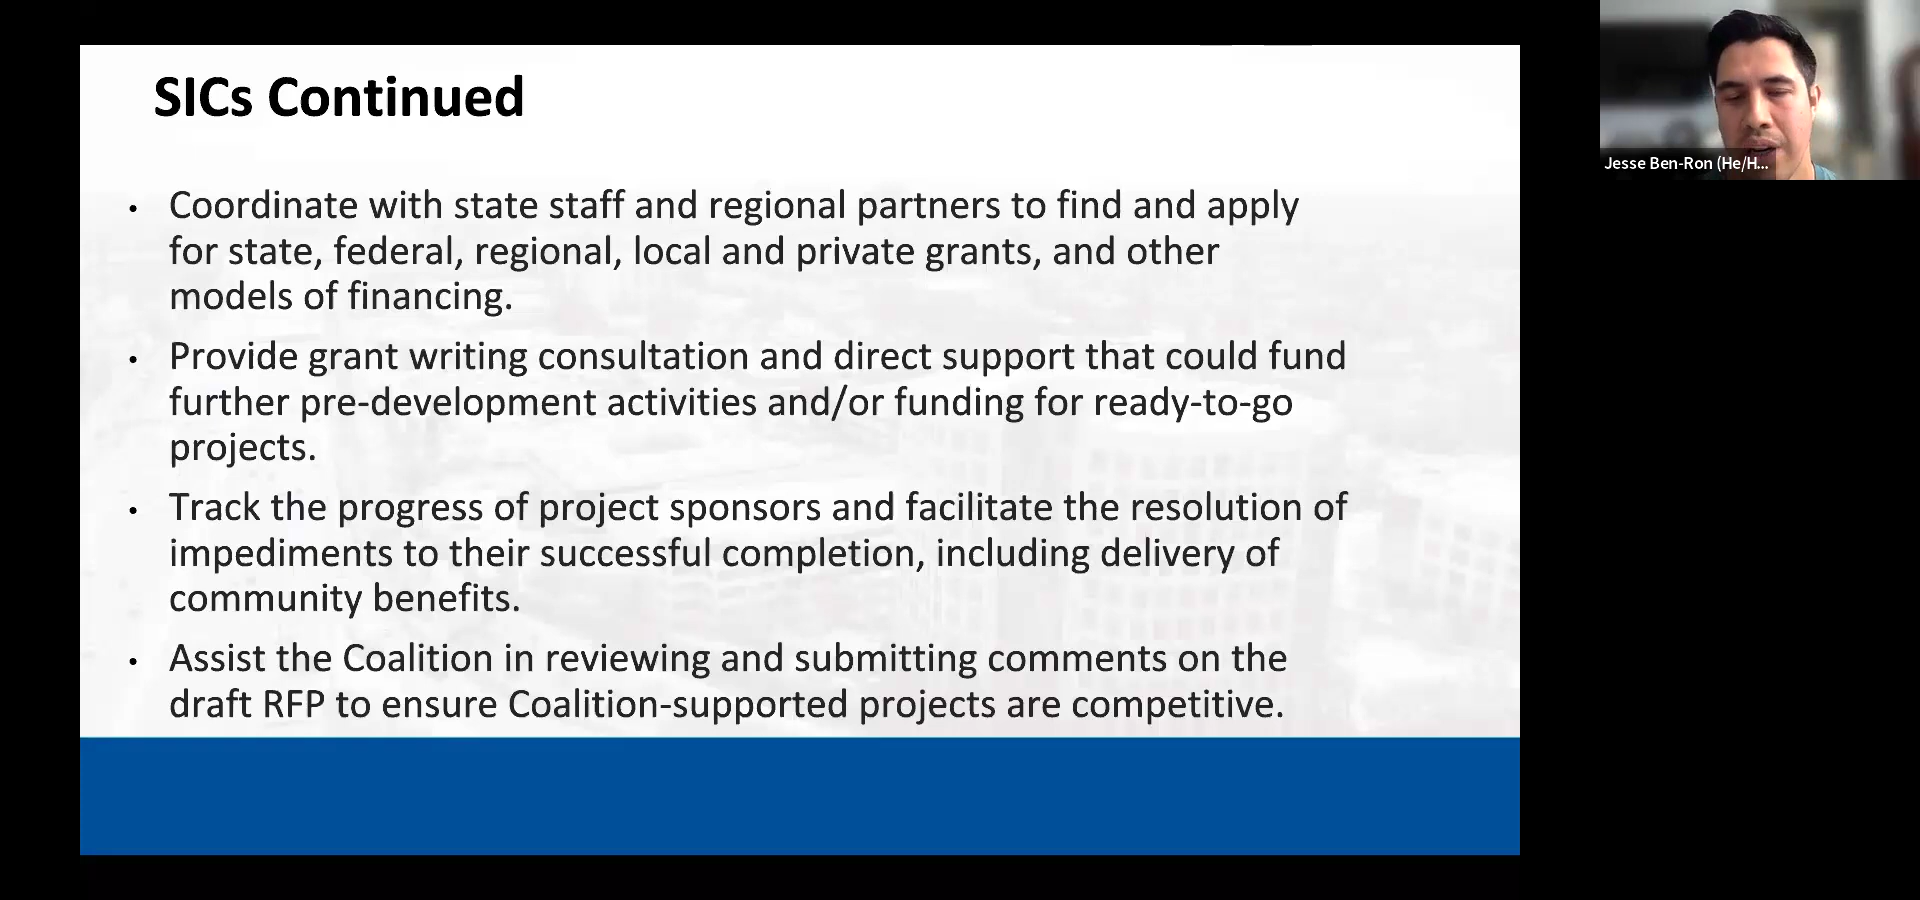 SICs Continued
• Coordinate with state staff and regional partners to find and apply
for state, federal, regional, local and private grants, and other
models of financing.
• Provide grant writing consultation and direct support that could fund
further pre-development activities and/or funding for ready-to-go
projects.
• Track the progress of project sponsors and facilitate the resolution of
impediments to their successful completion, including delivery of
community benefits.
• Assist the Coalition in reviewing and submitting comments on the
draft RFP to ensure Coalition-supported projects are competitive.
Jesse Ben-Ron (He/H...